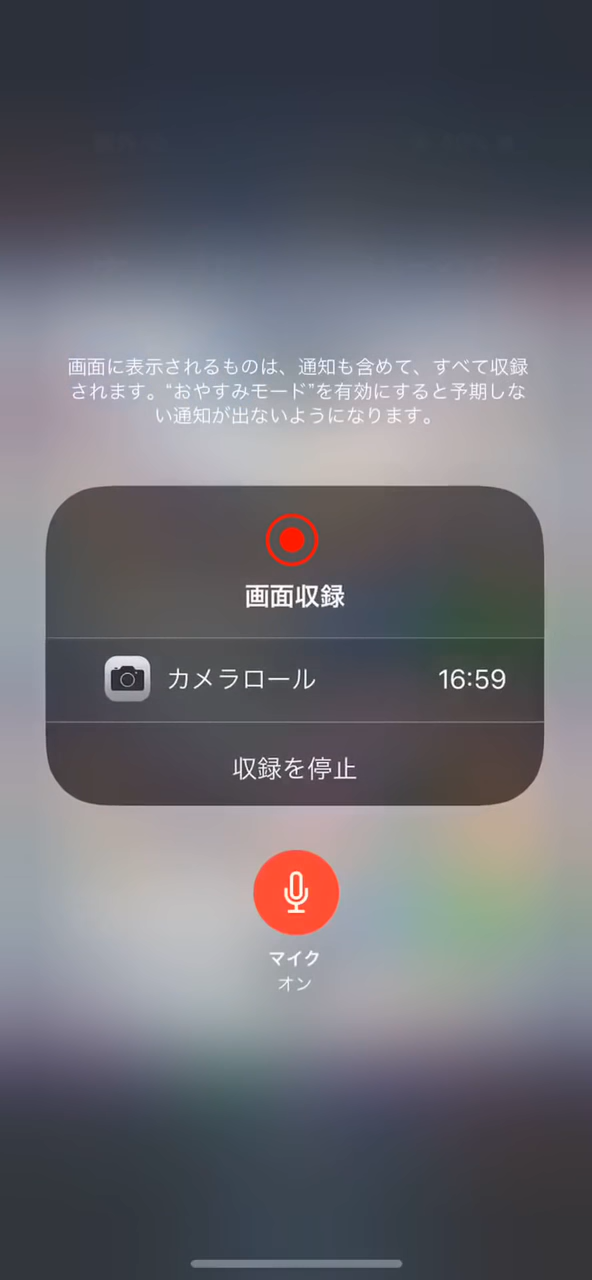 画面に表示されるものは、通知も含めて、すべて収録
されます。“おやすみモード”を有効にすると予期しな
い通知が出ないようになります。
画面収録
カメラロール 16:59
収録を停止
マイク
オン